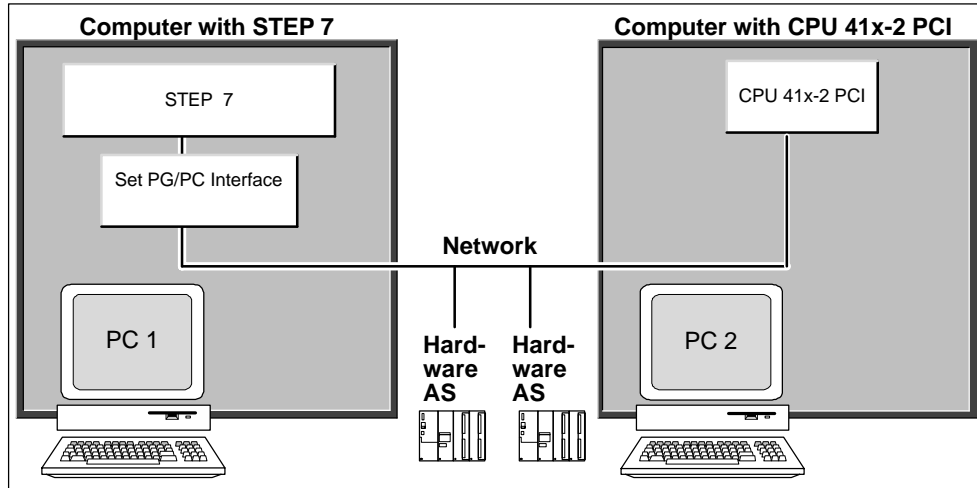 Computer with STEP 7
Computer with CPU 41x-2 PCI
STEP 7
CPU 41x-2 PCI
Set PG/PC Interface
Network
PC 1
Hard-
ware
AS
Hard-
ware
AS
PC 2